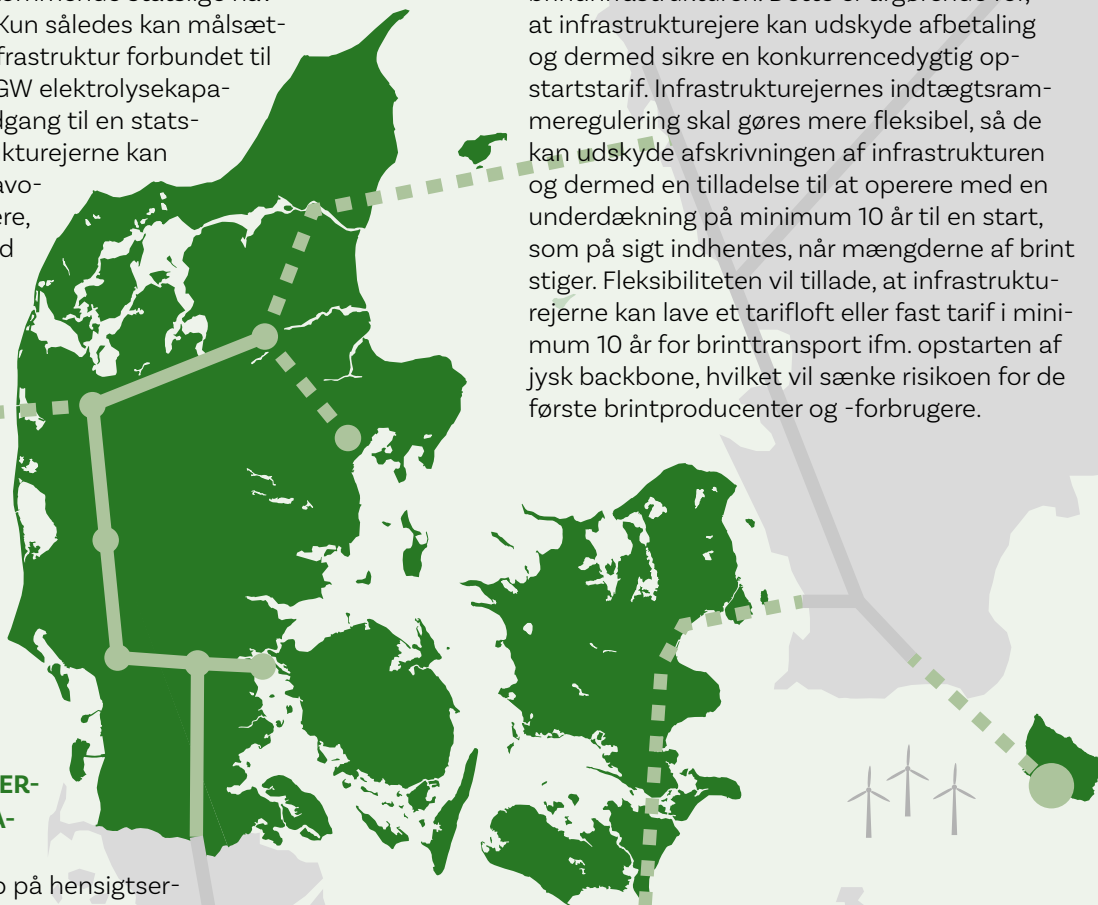 Kun således kan målsæt-
frastruktur forbundet til
GW elektrolysekapa-
dgang til en stats-
kturejerne kan
avo-
ere,
d
ER-
A-
på hensigtser-
at infrastrukturejere kan udskyde afbetaling
og dermed sikre en konkurrencedygtig op-
startstarif. Infrastrukturejernes indtægtsram-
meregulering skal gøres mere fleksibel, så de
kan udskyde afskrivningen af infrastrukturen
og dermed en tilladelse til at operere med en
underdækning på minimum 10 år til en start,
som på sigt indhentes, når mængderne af brint
stiger. Fleksibiliteten vil tillade, at infrastruktu-
rejerne kan lave et tarifloft eller fast tarif i mini-
mum 10 år for brinttransport ifm. opstarten af
jysk backbone, hvilket vil sænke risikoen for de
første brintproducenter og -forbrugere.